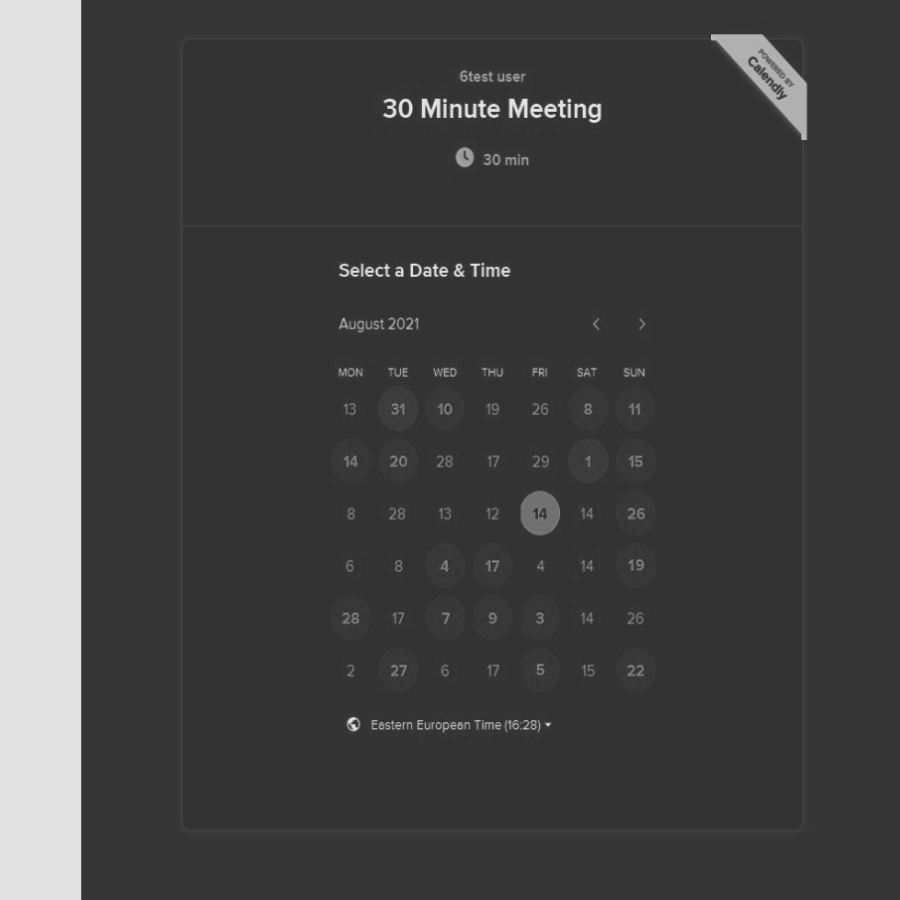 POWERED BY
Calendly
6test user
30 Minute Meeting
30 min
Select a Date & Time
August 2021
MON TUE WED THU FRI SAT SUN
13 31 10 19 26 8 11
14 20 28 17 29 1 15
8 28 13 12 14 14 26
6 8 4 17 4 14 19
28 17 7 9 3 14 26
2 27 6 17 5 15 22
Eastern European Time (16:28)